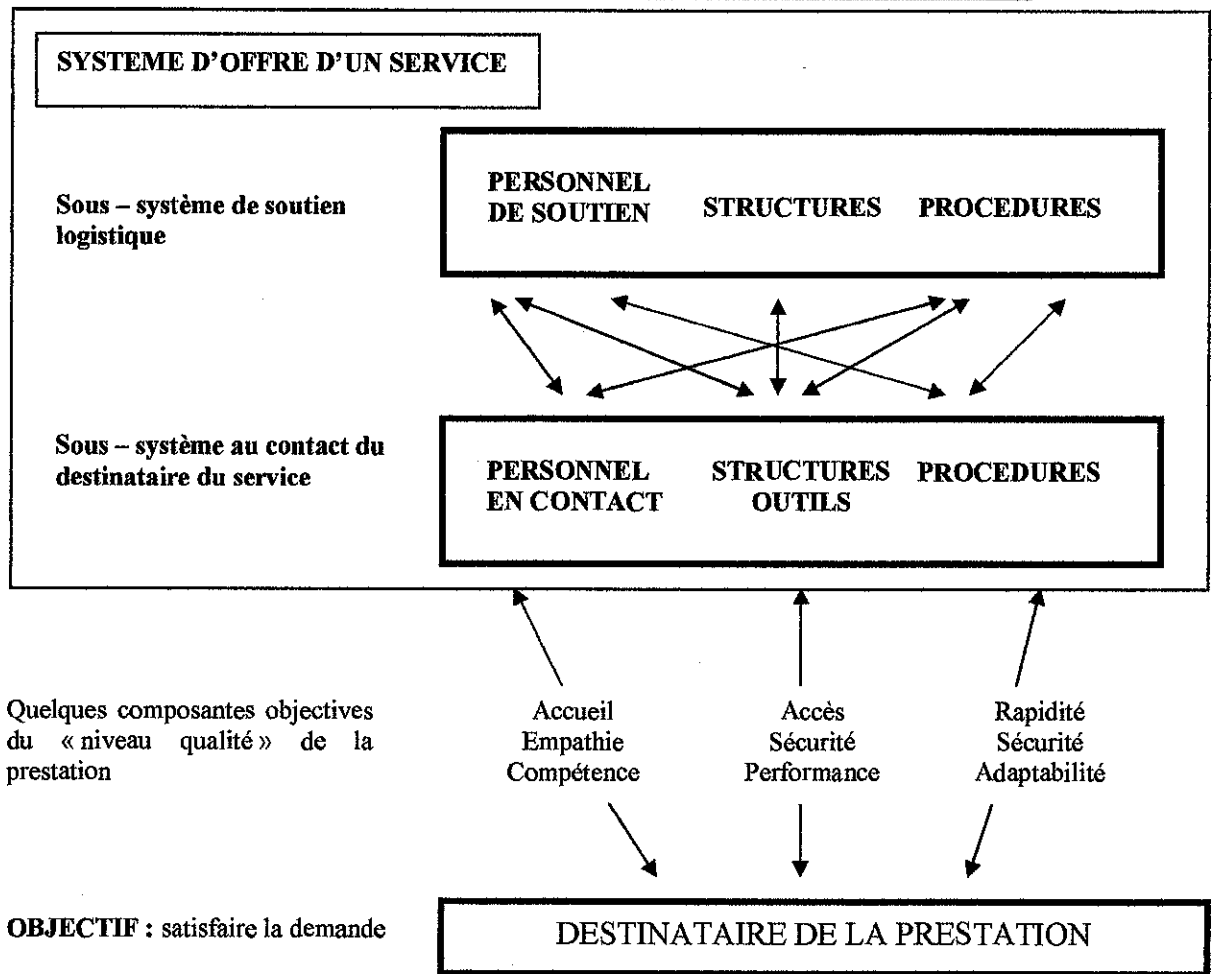 SYSTEME D'OFFRE D'UN SERVICE
Sous – système de soutien
logistique
PERSONNEL
DE SOUTIEN STRUCTURES PROCEDURES
Sous – système au contact du
destinataire du service
PERSONNEL STRUCTURES PROCEDURES
EN CONTACT OUTILS
Quelques composantes objectives
du « niveau qualité » de la
prestation
Accueil Accès Rapidité
Empathie Sécurité Sécurité
Compétence Performance Adaptabilité
OBJECTIF : satisfaire la demande
DESTINATAIRE DE LA PRESTATION